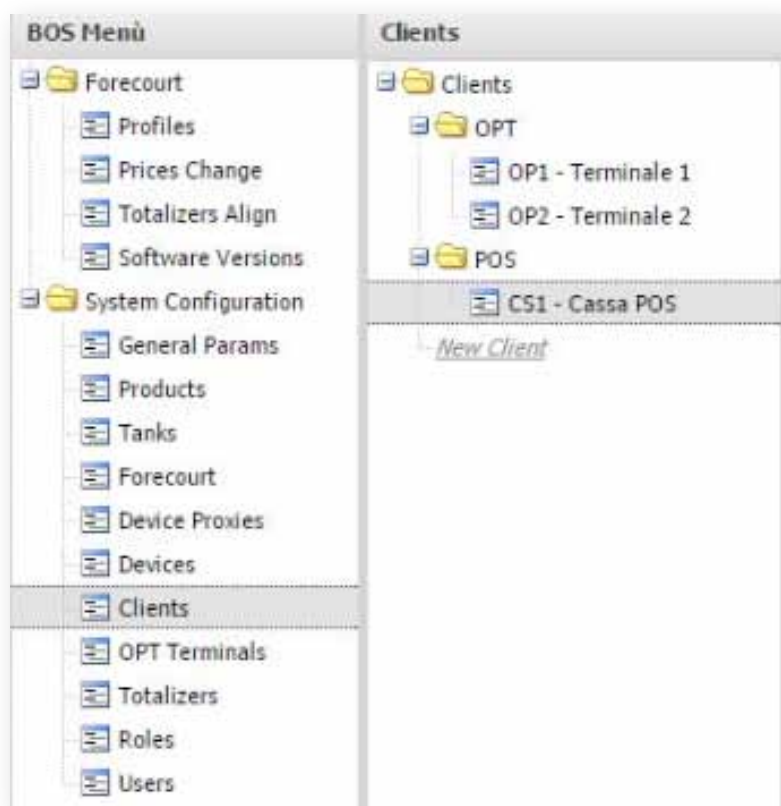 BOS Menù
Forecourt
Profiles
Prices Change
Totalizers Align
Software Versions
System Configuration
General Params
Products
Tanks
Forecourt
Device Proxies
Devices
Clients
OPT Terminals
Totalizers
Roles
Users
Clients
Clients
OPT
OP1 - Terminale 1
OP2 - Terminale 2
POS
CS1 - Cassa POS
New Client